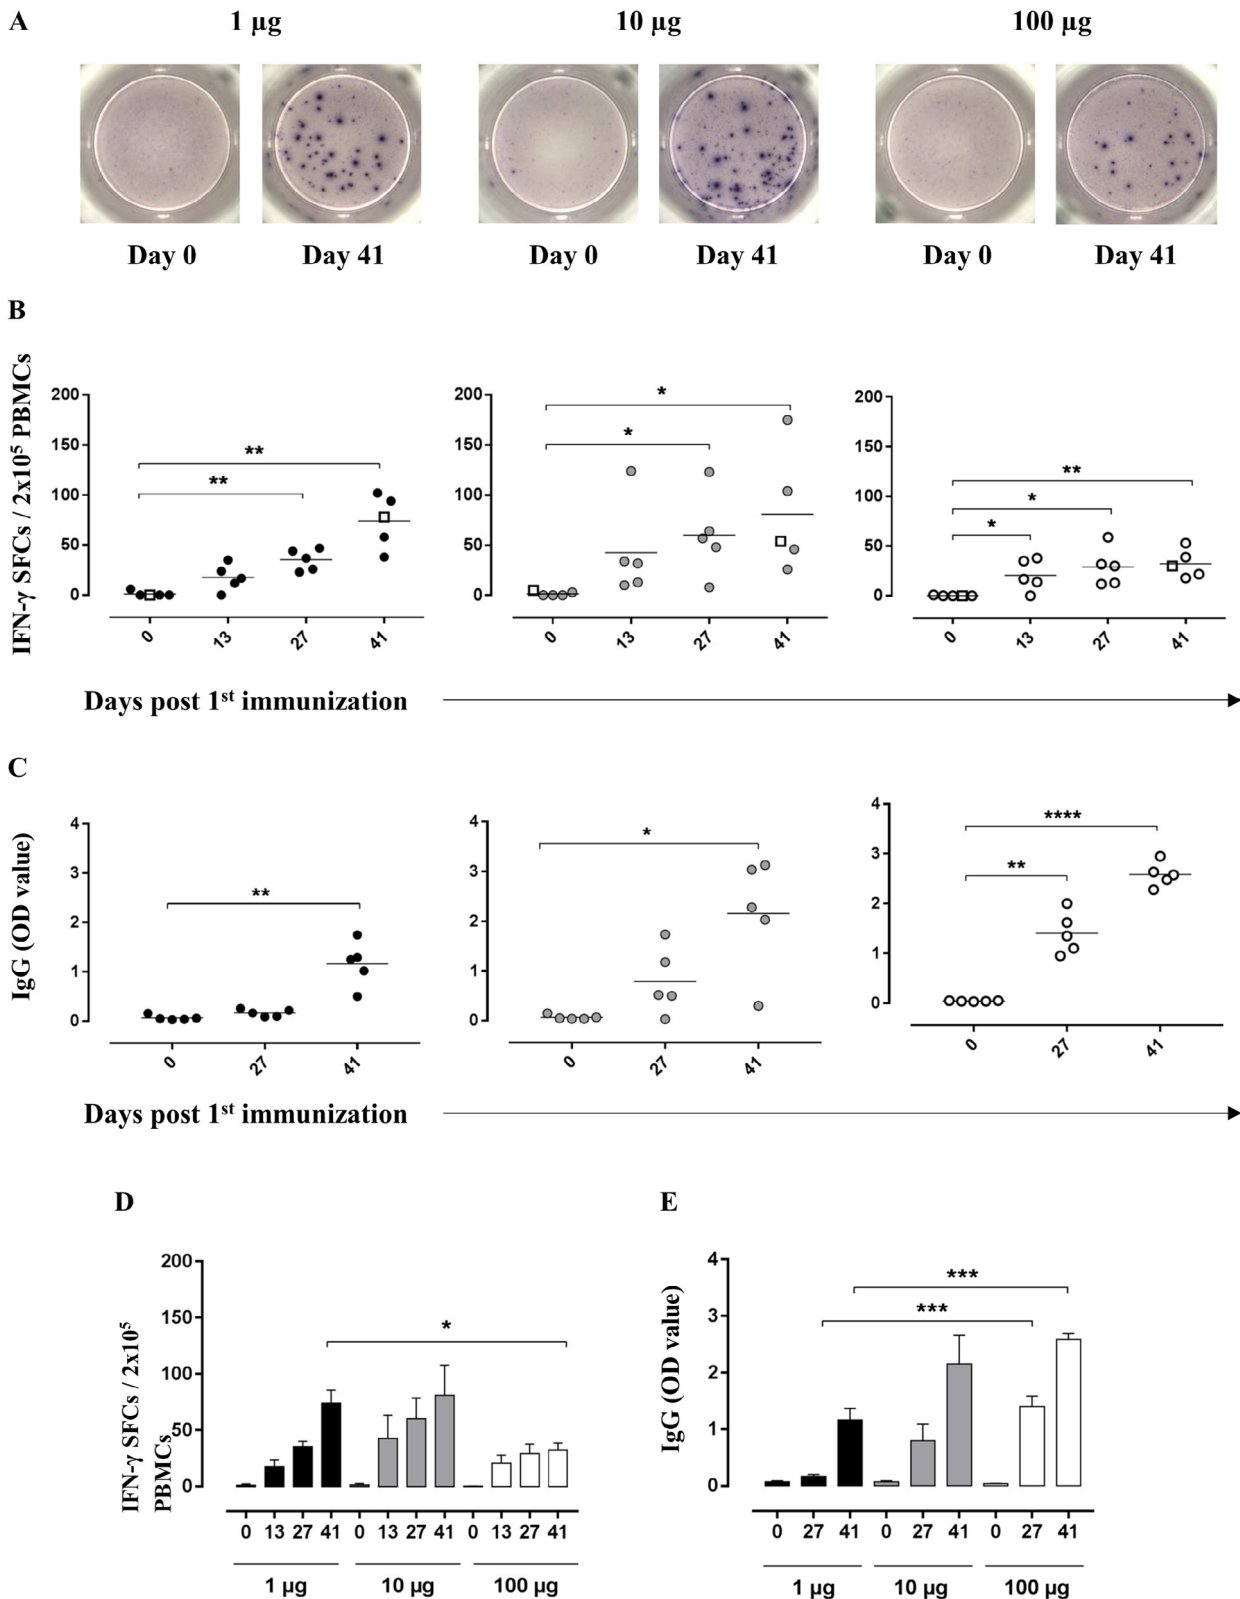 A
1 µg 10 µg 100 µg
Day 0 Day 41 Day 0 Day 41 Day 0 Day 41
B
IFN-γ SFCs / 2x10⁵ PBMCs
200
150
100
50
0
**
**
0 13 27 41
200
150
100
50
0
*
*
0 13 27 41
200
150
100
50
0
**
*
*
0 13 27 41
Days post 1ˢᵗ immunization
C
IgG (OD value)
4
3
2
1
0
**
0 27 41
4
3
2
1
0
*
0 27 41
4
3
2
1
0
****
**
0 27 41
Days post 1ˢᵗ immunization
D
IFN-γ SFCs / 2x10⁵
PBMCs
200
150
100
50
0
*
0 13 27 41 0 13 27 41 0 13 27 41
1 µg 10 µg 100 µg
E
IgG (OD value)
4
3
2
1
0
***
***
0 27 41 0 27 41 0 27 41
1 µg 10 µg 100 µg